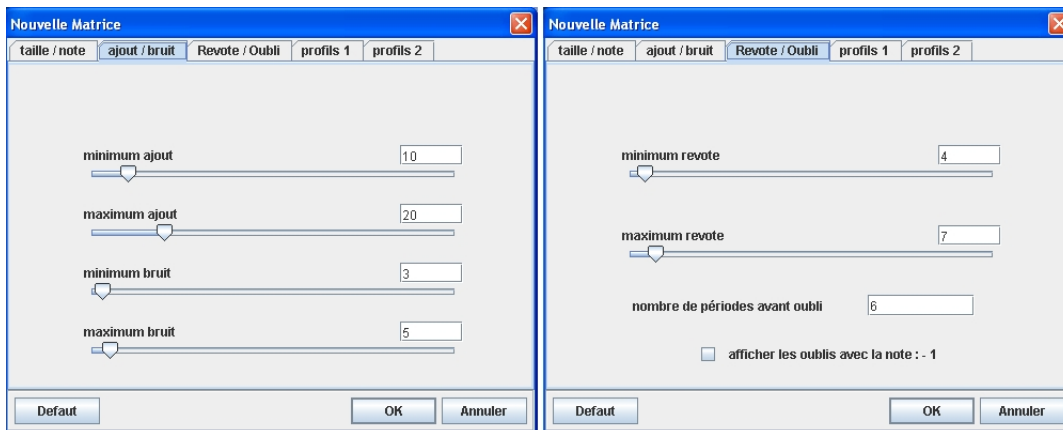 Nouvelle Matrice
taille / note ajout / bruit Revote / Oubli profils 1 profils 2
minimum ajout 10
maximum ajout 20
minimum bruit 3
maximum bruit 5
Defaut OK Annuler
Nouvelle Matrice
taille / note ajout / bruit Revote / Oubli profils 1 profils 2
minimum revote 4
maximum revote 7
nombre de périodes avant oubli 6
afficher les oublis avec la note : - 1
Defaut OK Annuler